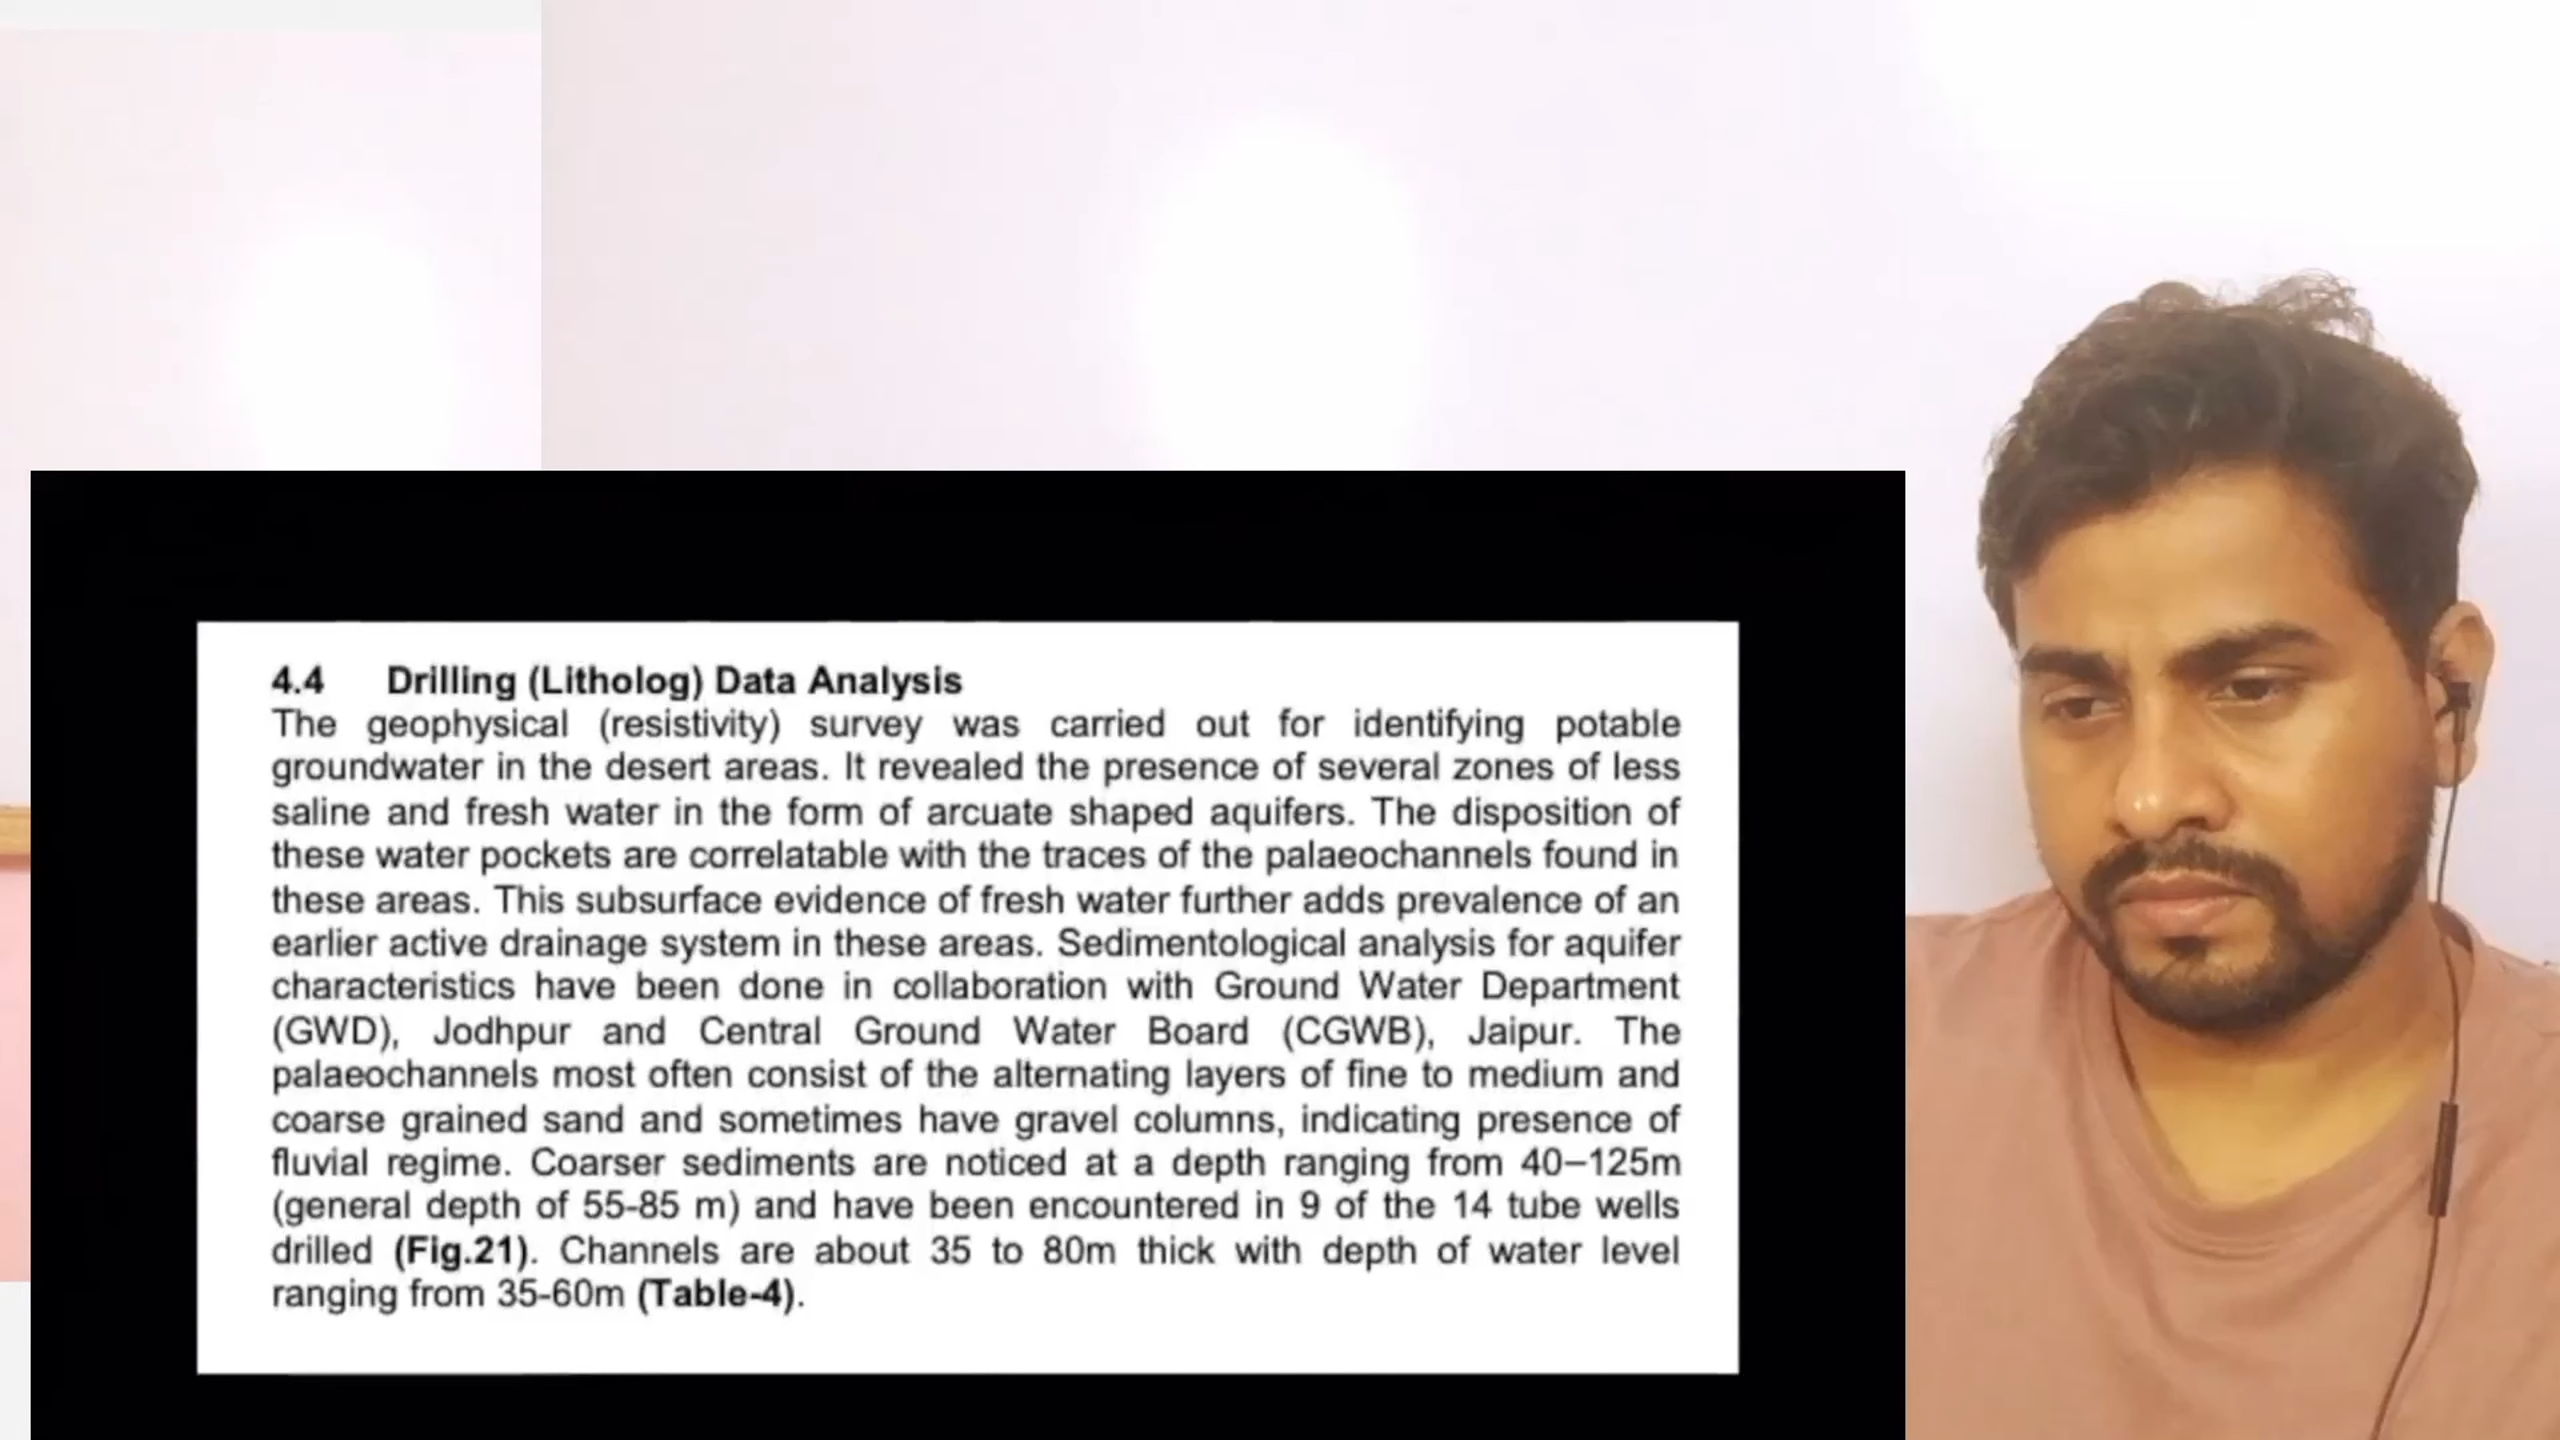 4.4 Drilling (Litholog) Data Analysis
The geophysical (resistivity) survey was carried out for identifying potable
groundwater in the desert areas. It revealed the presence of several zones of less
saline and fresh water in the form of arcuate shaped aquifers. The disposition of
these water pockets are correlatable with the traces of the palaeochannels found in
these areas. This subsurface evidence of fresh water further adds prevalence of an
earlier active drainage system in these areas. Sedimentological analysis for aquifer
characteristics have been done in collaboration with Ground Water Department
(GWD), Jodhpur and Central Ground Water Board (CGWB), Jaipur. The
palaeochannels most often consist of the alternating layers of fine to medium and
coarse grained sand and sometimes have gravel columns, indicating presence of
fluvial regime. Coarser sediments are noticed at a depth ranging from 40–125m
(general depth of 55-85 m) and have been encountered in 9 of the 14 tube wells
drilled (Fig.21). Channels are about 35 to 80m thick with depth of water level
ranging from 35-60m (Table-4).